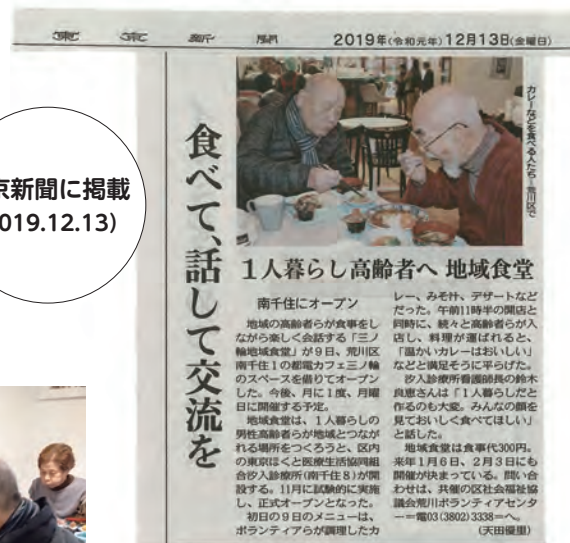 東京新聞 2019年(令和元年)12月13日(金曜日)
京新聞に掲載
019.12.13)
カレーなどを食べる人たち=荒川区で
食べて、話して交流を
1人暮らし高齢者へ 地域食堂
南千住にオープン
地域の高齢者らが食事をし
ながら楽しく会話する「三ノ
輪地域食堂」が9日、荒川区
南千住1の都電カフェ三ノ輪
のスペースを借りてオープン
した。今後、月に1度、月曜
日に開催する予定。
地域食堂は、1人暮らしの
男性高齢者らが地域とつなが
れる場所をつくろうと、区内
の東京ほくと医療生活協同組
合汐入診療所(南千住8)が開
設する。11月に試験的に実施
し、正式オープンとなった。
初日の9日のメニューは、
ボランティアらが調理したカ
レー、みそ汁、デザートなど
だった。午前11時半の開店と
同時に、続々と高齢者らが入
店し、料理が運ばれると、
「温かいカレーはおいしい」
などと満足そうに平らげた。
汐入診療所看護師長の鈴木
良恵さんは「1人暮らしだと
作るのも大変。みんなの顔を
見ておいしく食べてほしい」
と話した。
地域食堂は食事代300円。
来年1月6日、2月3日にも
開催が決まっている。問い合
わせは、共催の区社会福祉協
議会荒川ボランティアセンタ
ー=電03(3802)3338=へ。
(天田優里)